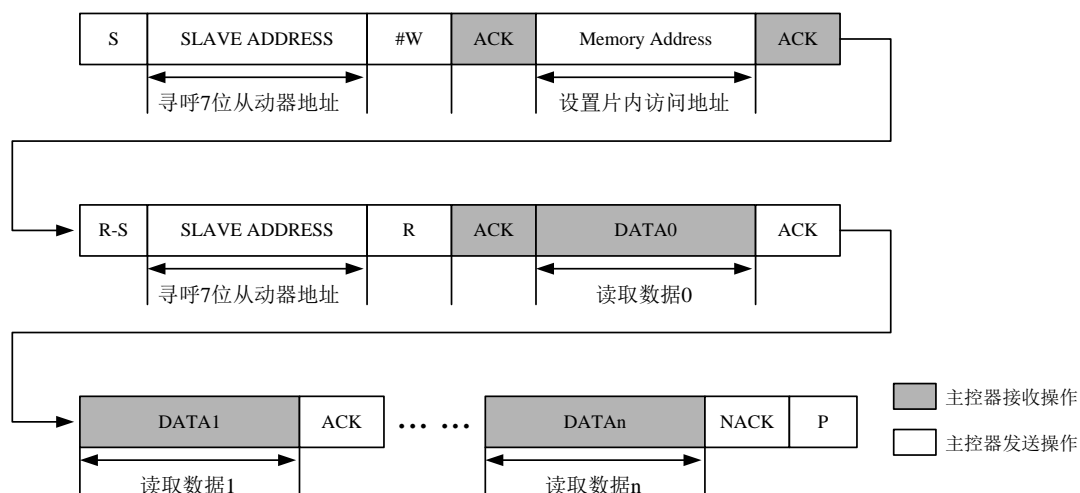 S SLAVE ADDRESS #W ACK Memory Address ACK
寻呼7位从动器地址 设置片内访问地址
R-S SLAVE ADDRESS R ACK DATA0 ACK
寻呼7位从动器地址 读取数据0
DATA1 ACK … … DATAn NACK P
主控器接收操作
主控器发送操作
读取数据1 读取数据n